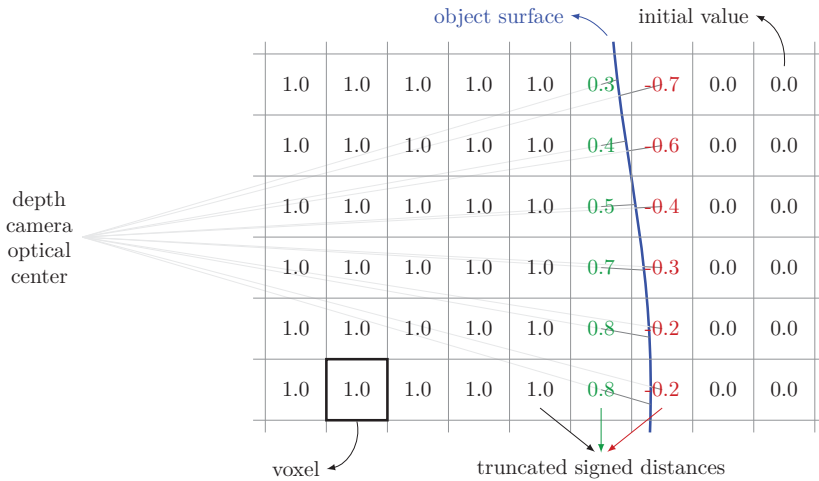 object surface initial value
1.0 1.0 1.0 1.0 1.0 0.3 -0.7 0.0 0.0
1.0 1.0 1.0 1.0 1.0 0.4 -0.6 0.0 0.0
1.0 1.0 1.0 1.0 1.0 0.5 -0.4 0.0 0.0
1.0 1.0 1.0 1.0 1.0 0.7 -0.3 0.0 0.0
1.0 1.0 1.0 1.0 1.0 0.8 -0.2 0.0 0.0
1.0 1.0 1.0 1.0 1.0 0.8 -0.2 0.0 0.0
depth
camera
optical
center
voxel
truncated signed distances